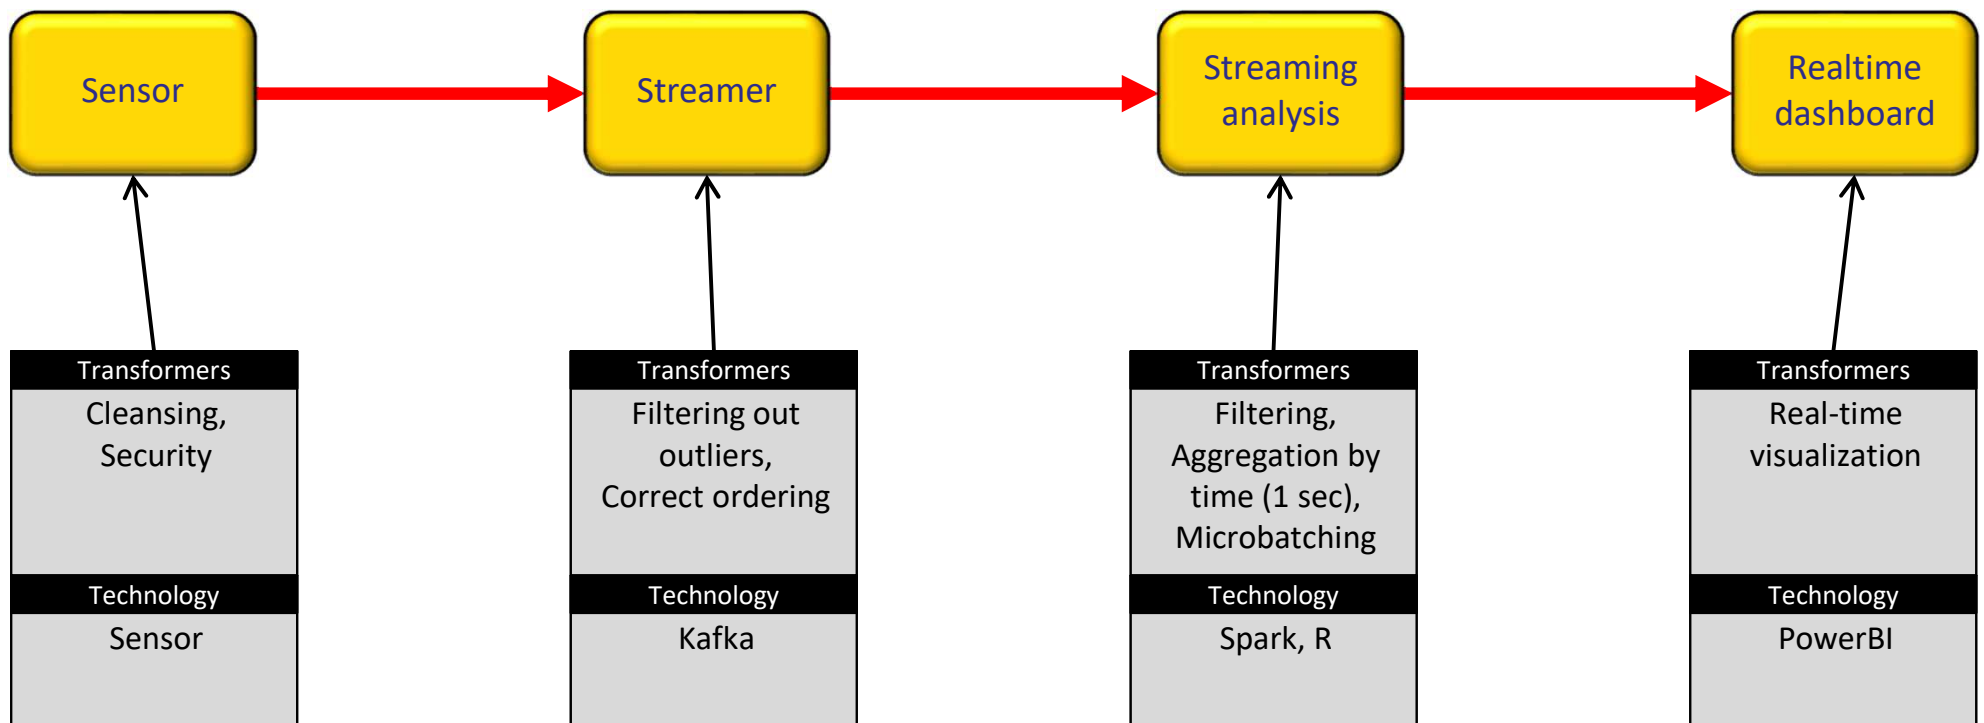 Sensor
Streamer
Streaming
analysis
Realtime
dashboard
Transformers
Cleansing,
Security
Technology
Sensor
Transformers
Filtering out
outliers,
Correct ordering
Technology
Kafka
Transformers
Filtering,
Aggregation by
time (1 sec),
Microbatching
Technology
Spark, R
Transformers
Real-time
visualization
Technology
PowerBI